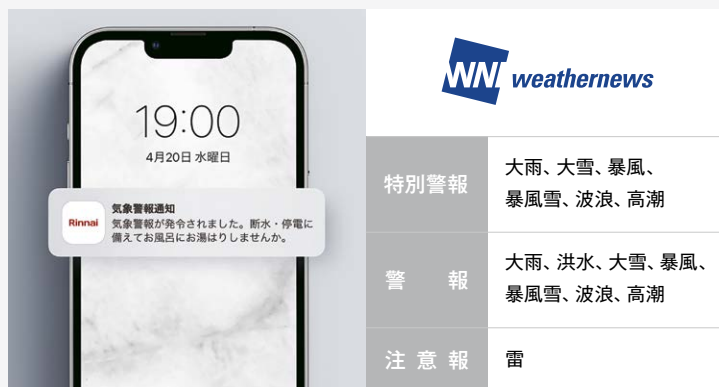 19:00
4月20日 水曜日
Rinnai
気象警報通知
気象警報が発令されました。断水・停電に
備えてお風呂にお湯はりしませんか。
WNI weathernews
特別警報
大雨、大雪、暴風、
暴風雪、波浪、高潮
警 報
大雨、洪水、大雪、暴風、
暴風雪、波浪、高潮
注意報
雷